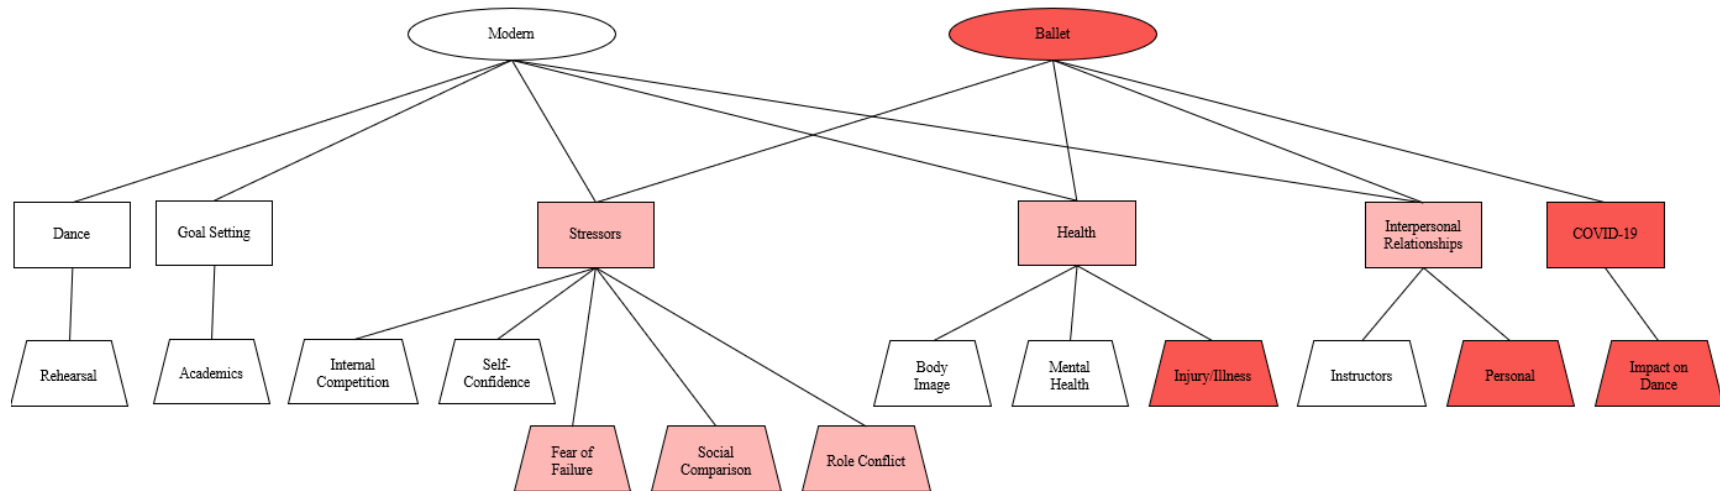 Modern
Ballet
Dance
Goal Setting
Stressors
Health
Interpersonal
Relationships
COVID-19
Rehearsal
Academics
Internal
Competition
Self-
Confidence
Body
Image
Mental
Health
Injury/Illness
Instructors
Personal
Impact on
Dance
Fear of
Failure
Social
Comparison
Role Conflict